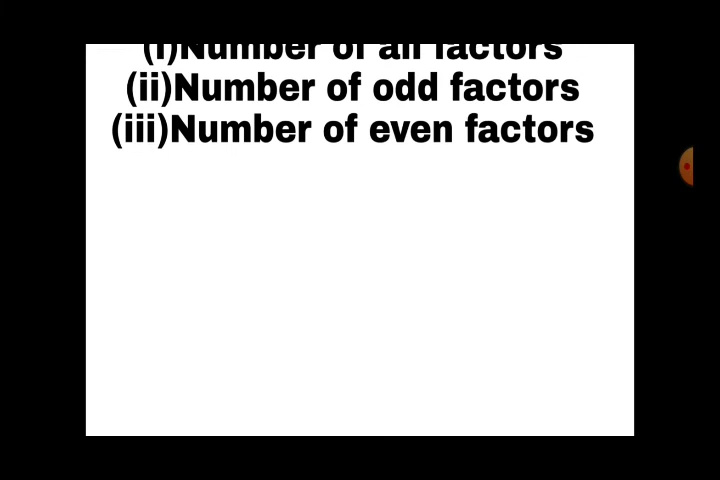 (i)Number of all factors
(ii)Number of odd factors
(iii)Number of even factors